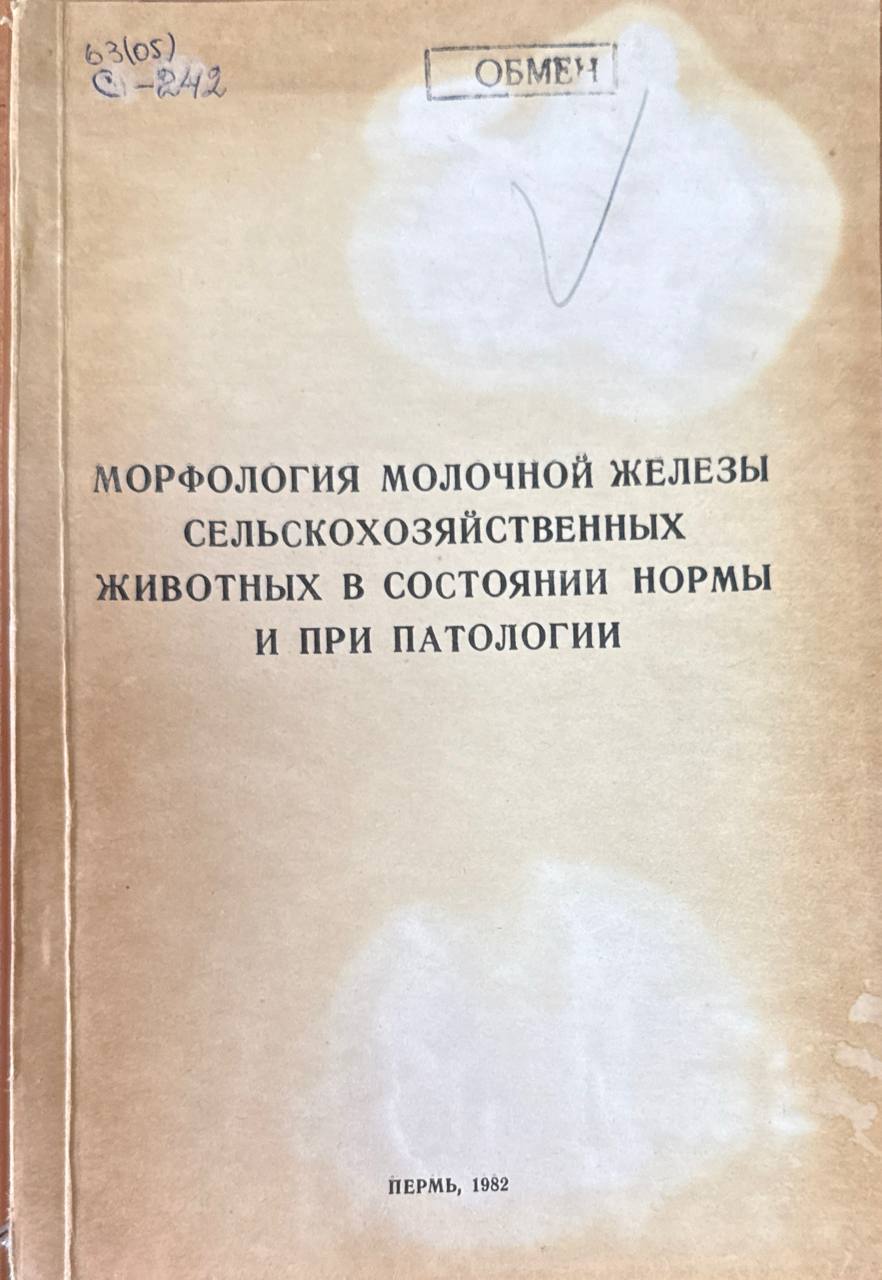 63(05)
С-242
ОБМЕН
МОРФОЛОГИЯ МОЛОЧНОЙ ЖЕЛЕЗЫ
СЕЛЬСКОХОЗЯЙСТВЕННЫХ
ЖИВОТНЫХ В СОСТОЯНИИ НОРМЫ
И ПРИ ПАТОЛОГИИ
ПЕРМЬ, 1982